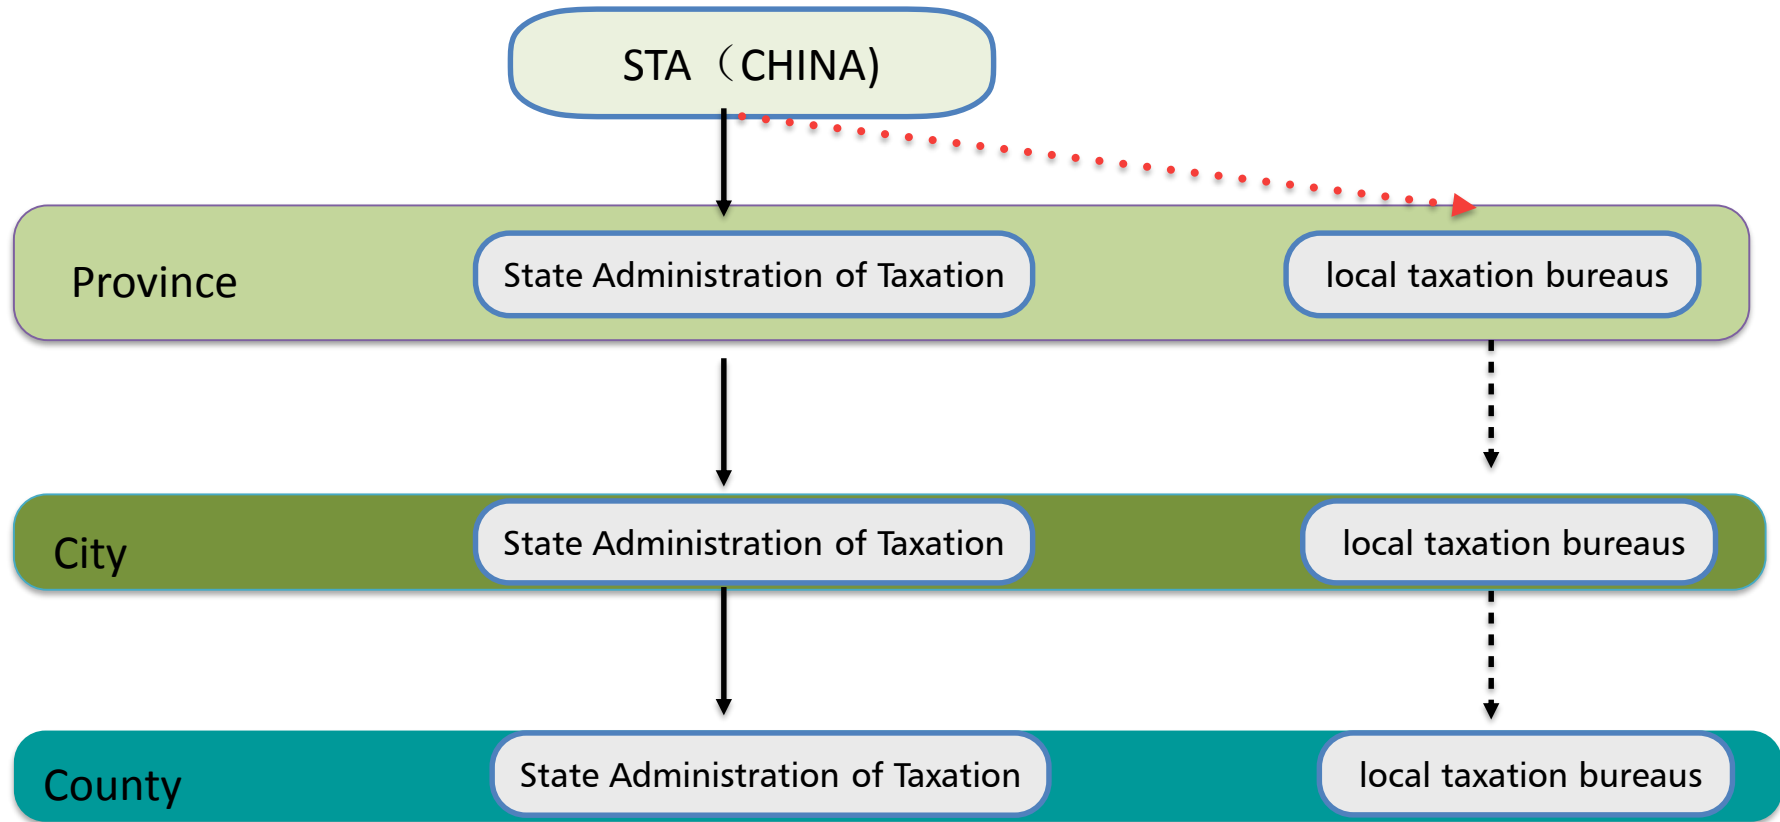 STA（CHINA)
Province
State Administration of Taxation
local taxation bureaus
City
State Administration of Taxation
local taxation bureaus
County
State Administration of Taxation
local taxation bureaus